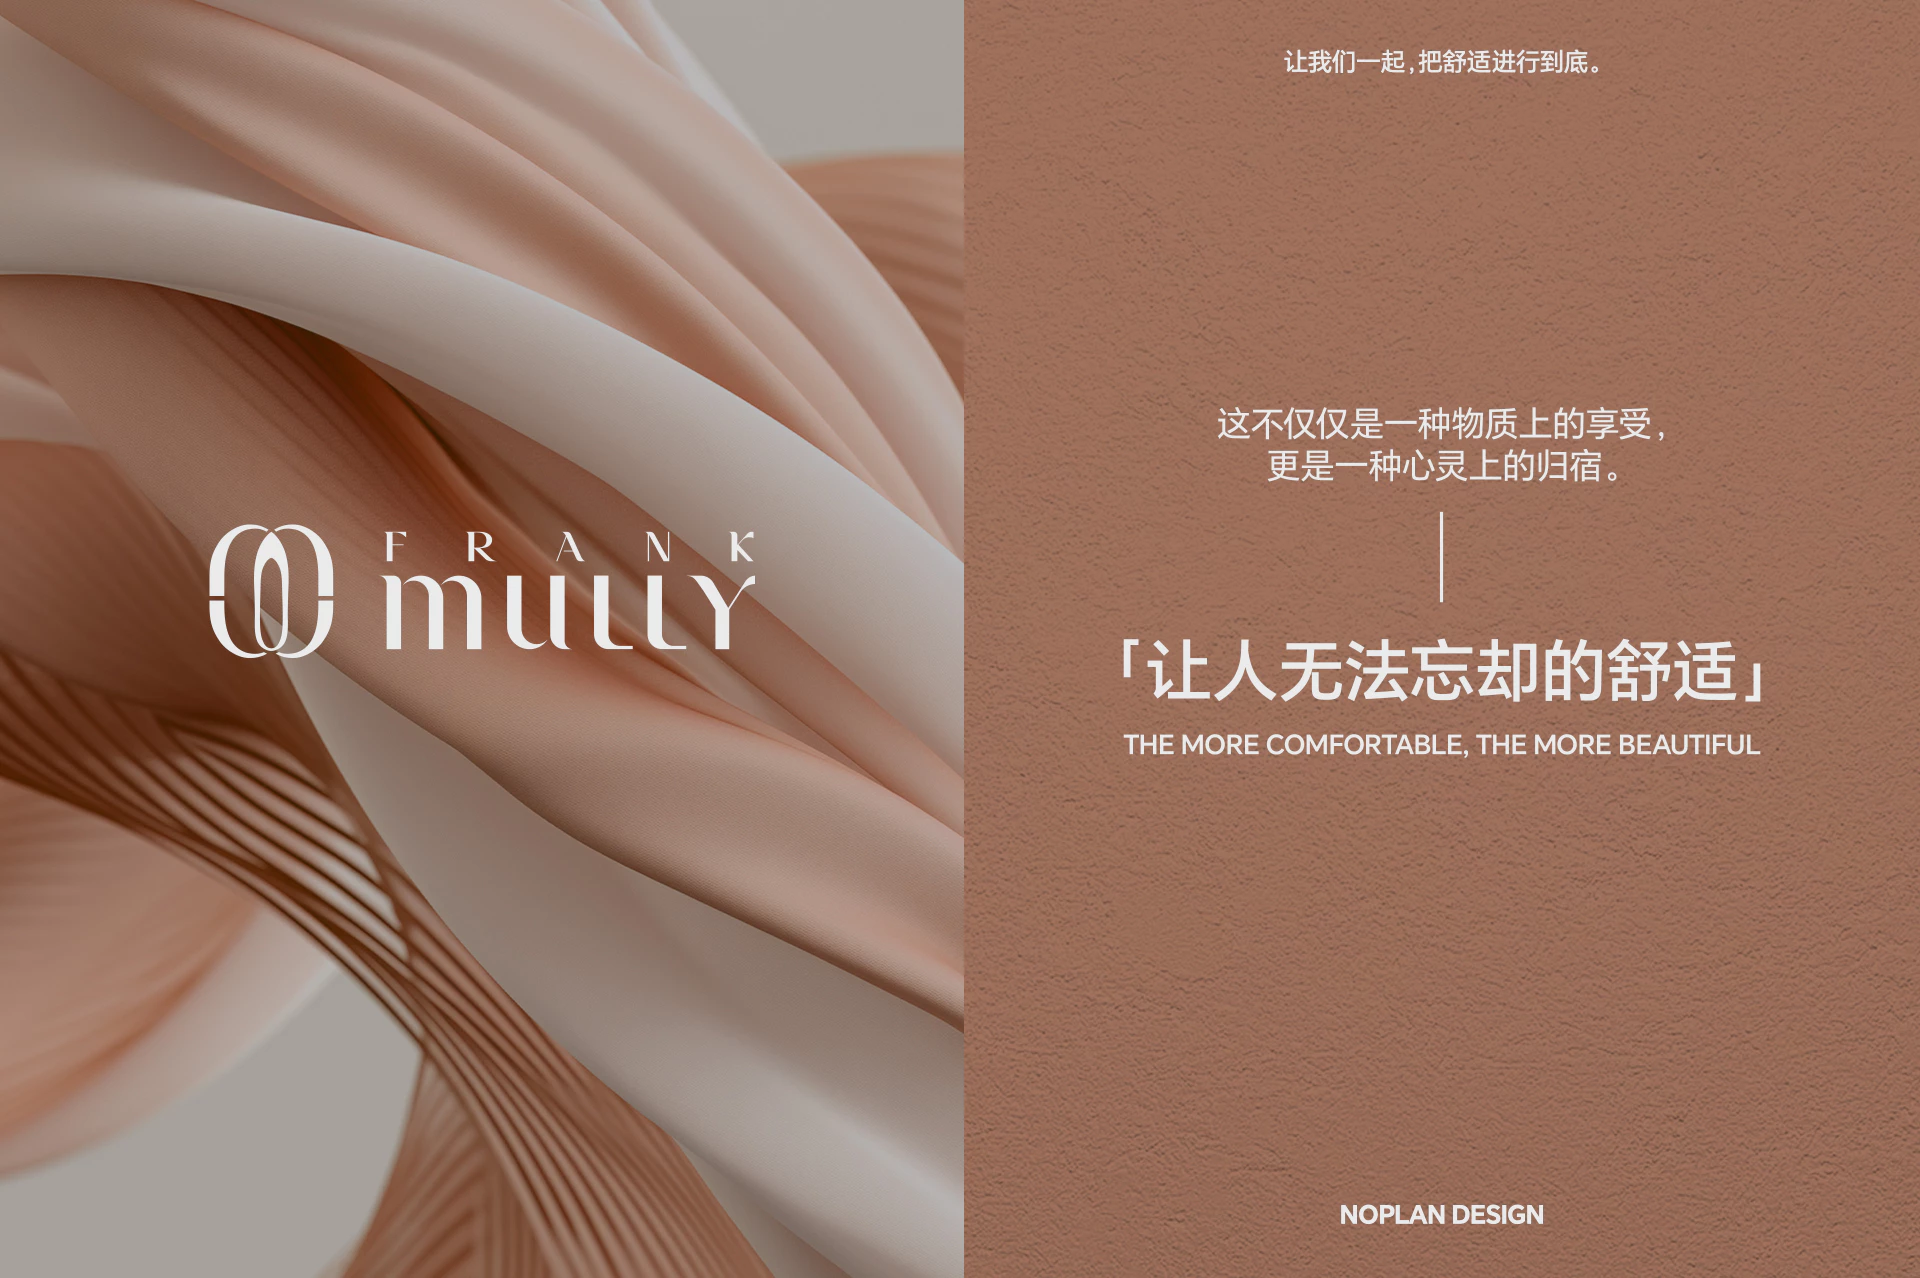 FRANK
mULLY
让我们一起,把舒适进行到底。
这不仅仅是一种物质上的享受,
更是一种心灵上的归宿。
「让人无法忘却的舒适」
THE MORE COMFORTABLE, THE MORE BEAUTIFUL
NOPLAN DESIGN